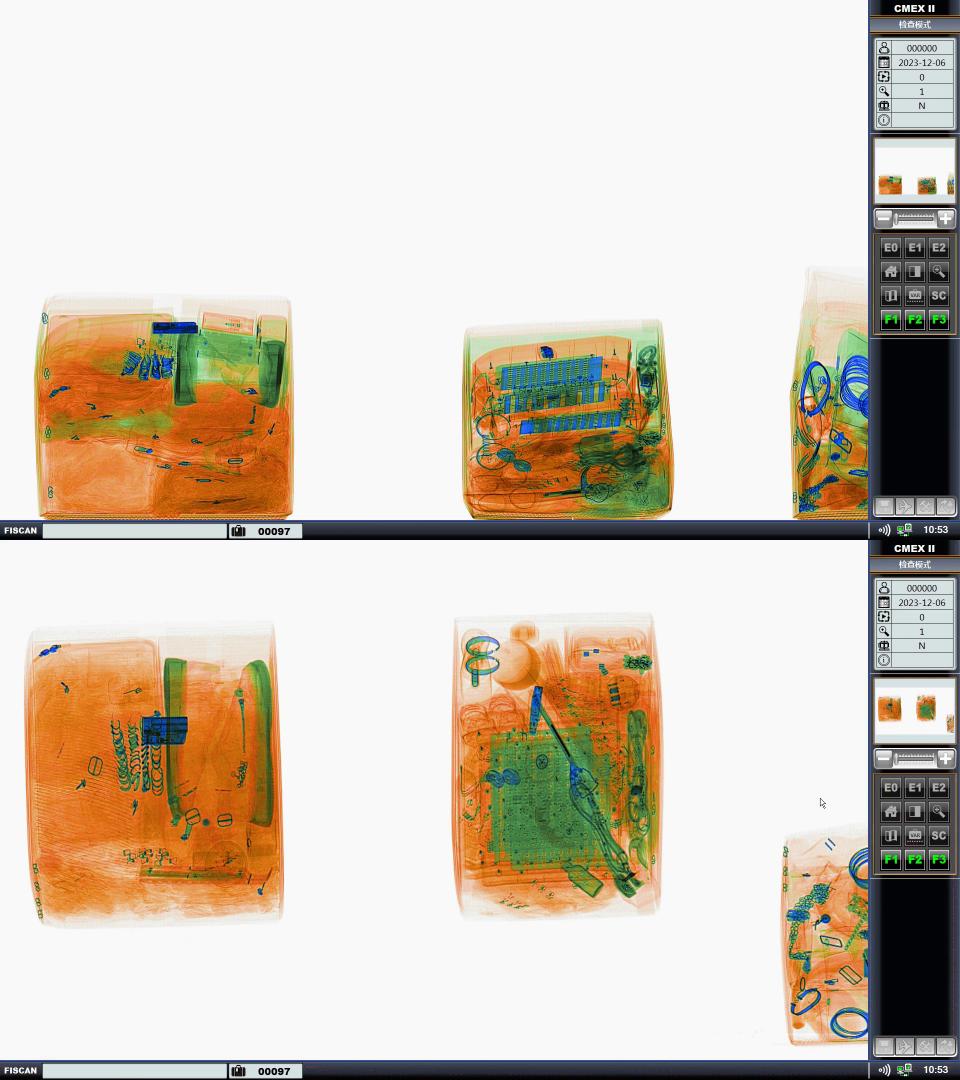 CMEX II
检查模式
000000
2023-12-06
0
1
N
E0 E1 E2
VAR SC
F1 F2 F3
FISCAN 00097 10:53
CMEX II
检查模式
000000
2023-12-06
0
1
N
E0 E1 E2
VAR SC
F1 F2 F3
FISCAN 00097 10:53